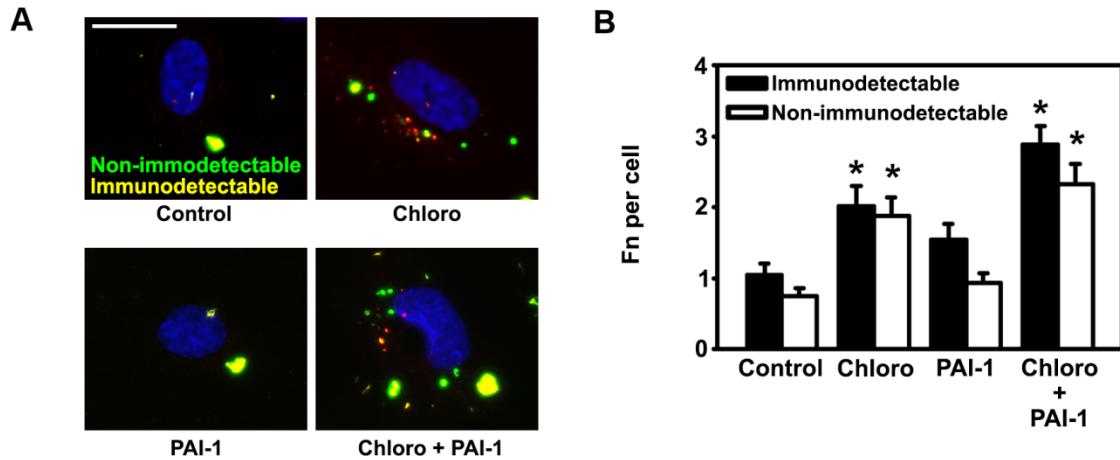 A
Non-immodetectable
Immunodetectable
Control
Chloro
PAI-1
Chloro + PAI-1
B
4
3
2
1
0
Fn per cell
Immunodetectable
Non-immunodetectable
*
*
*
*
Control
Chloro
PAI-1
Chloro
+
PAI-1